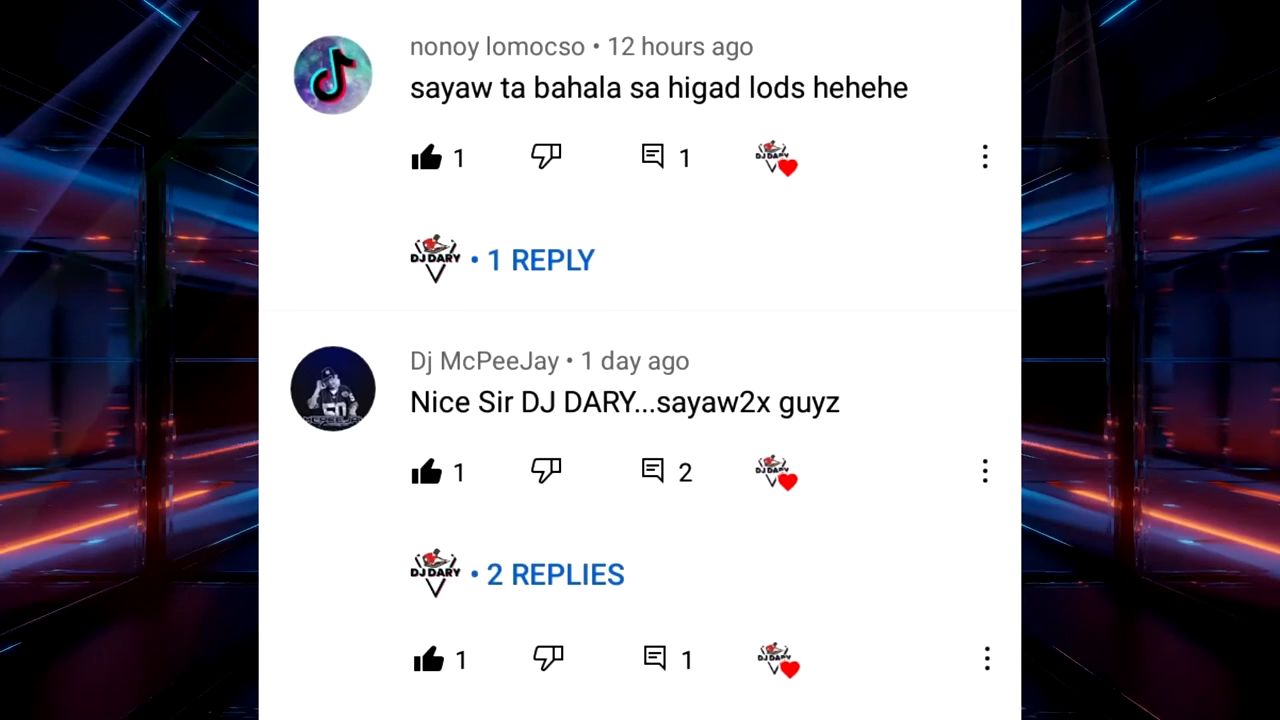 nonoy lomocso • 12 hours ago
sayaw ta bahala sa higad lods hehehe
1 1
DJ DARY
DJ DARY • 1 REPLY
Dj McPeeJay • 1 day ago
Nice Sir DJ DARY...sayaw2x guyz
1 2
DJ DARY
DJ DARY • 2 REPLIES
1 1
DJ DARY